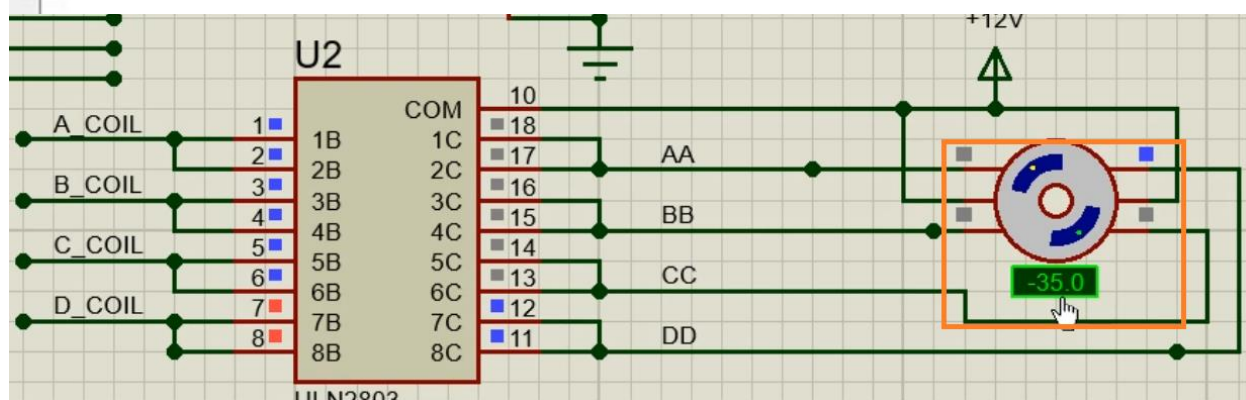 +12V
U2
10
COM
A_COIL
1
1B
1C
18
2
2B
2C
17
AA
B_COIL
3
3B
3C
16
4
4B
4C
15
BB
C_COIL
5
5B
5C
14
6
6B
6C
13
CC
D_COIL
7
7B
7C
12
8
8B
8C
11
DD
-35.0
ULN2803